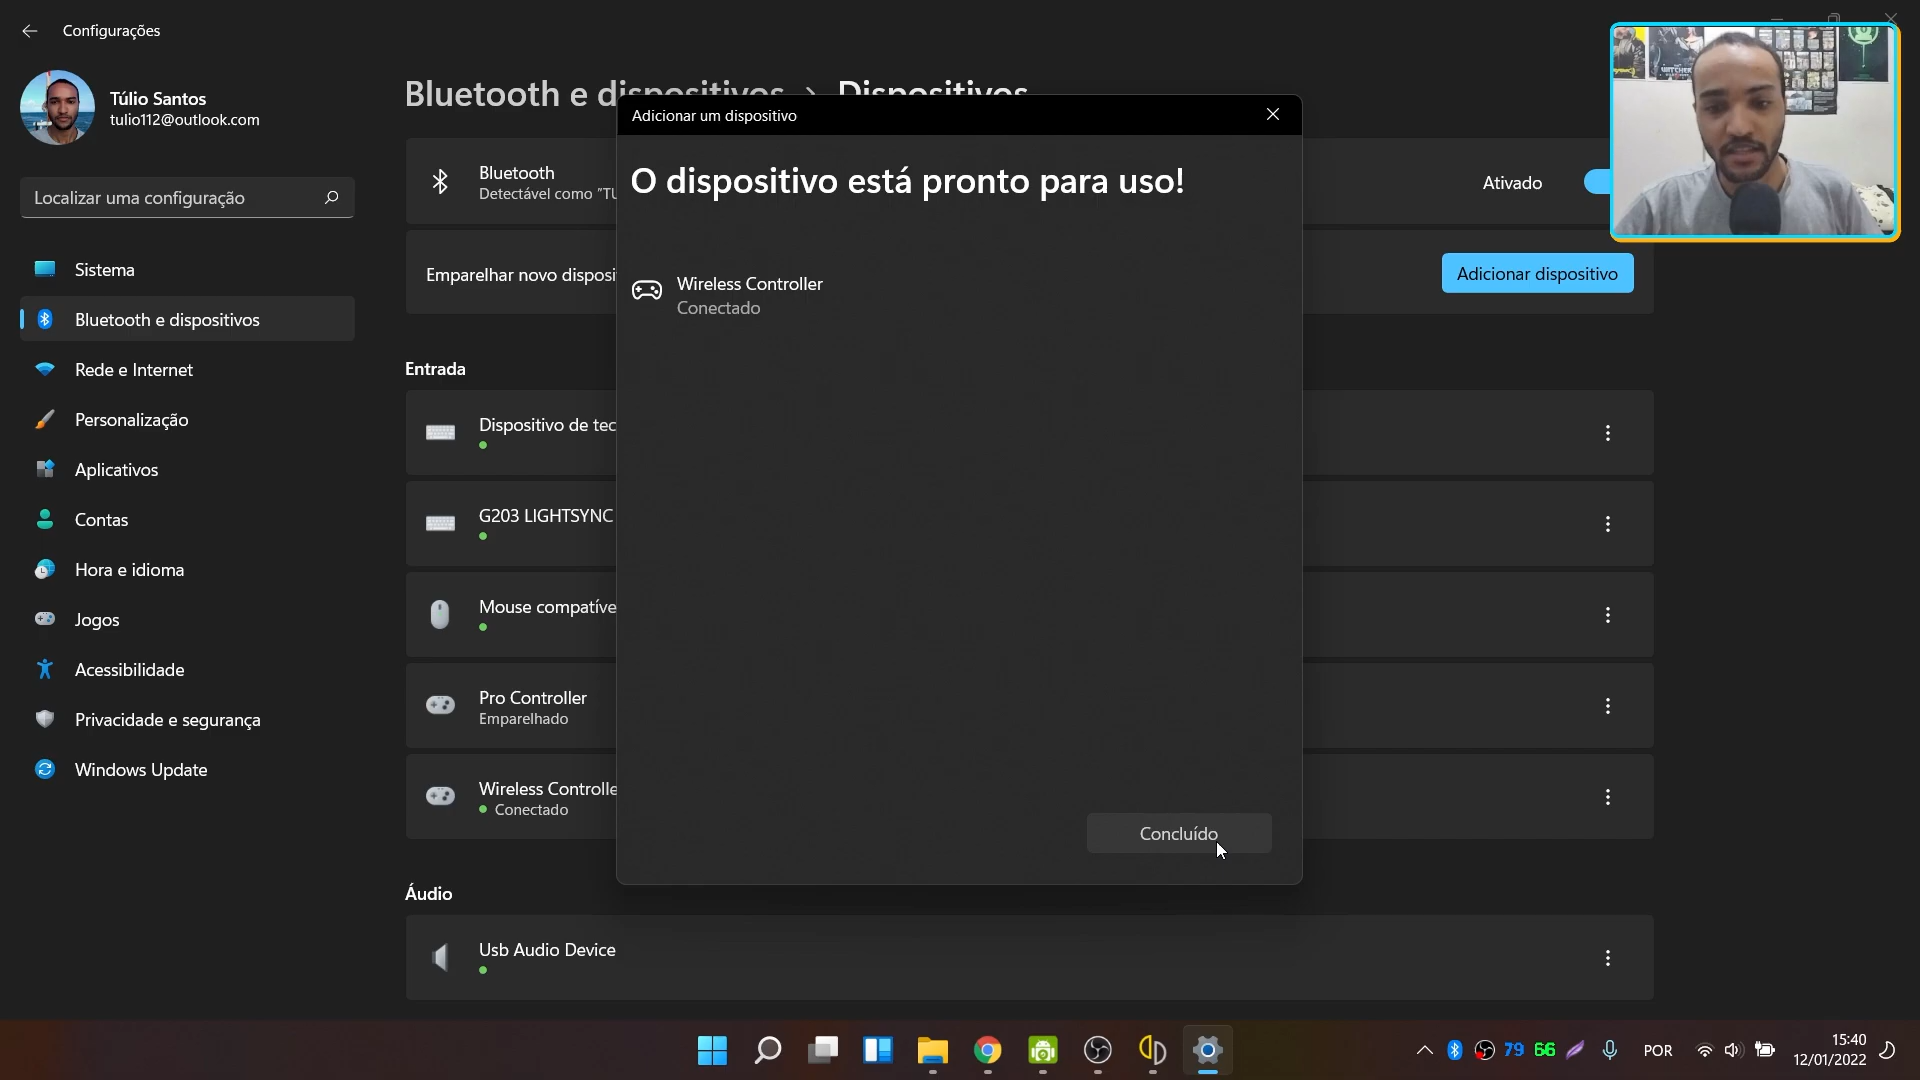 Configurações
Túlio Santos
tulio112@outlook.com
Localizar uma configuração
Sistema
Bluetooth e dispositivos
Rede e Internet
Personalização
Aplicativos
Contas
Hora e idioma
Jogos
Acessibilidade
Privacidade e segurança
Windows Update
Bluetooth e dispositivos > Dispositivos
Bluetooth
Detectável como "TU
Ativado
Emparelhar novo disposi
Adicionar dispositivo
Entrada
Dispositivo de tec
G203 LIGHTSYNC
Mouse compatíve
Pro Controller
Emparelhado
Wireless Controlle
Conectado
Áudio
Usb Audio Device
Adicionar um dispositivo
O dispositivo está pronto para uso!
Wireless Controller
Conectado
Concluído
WITCHER
79 66 POR 15:40
12/01/2022